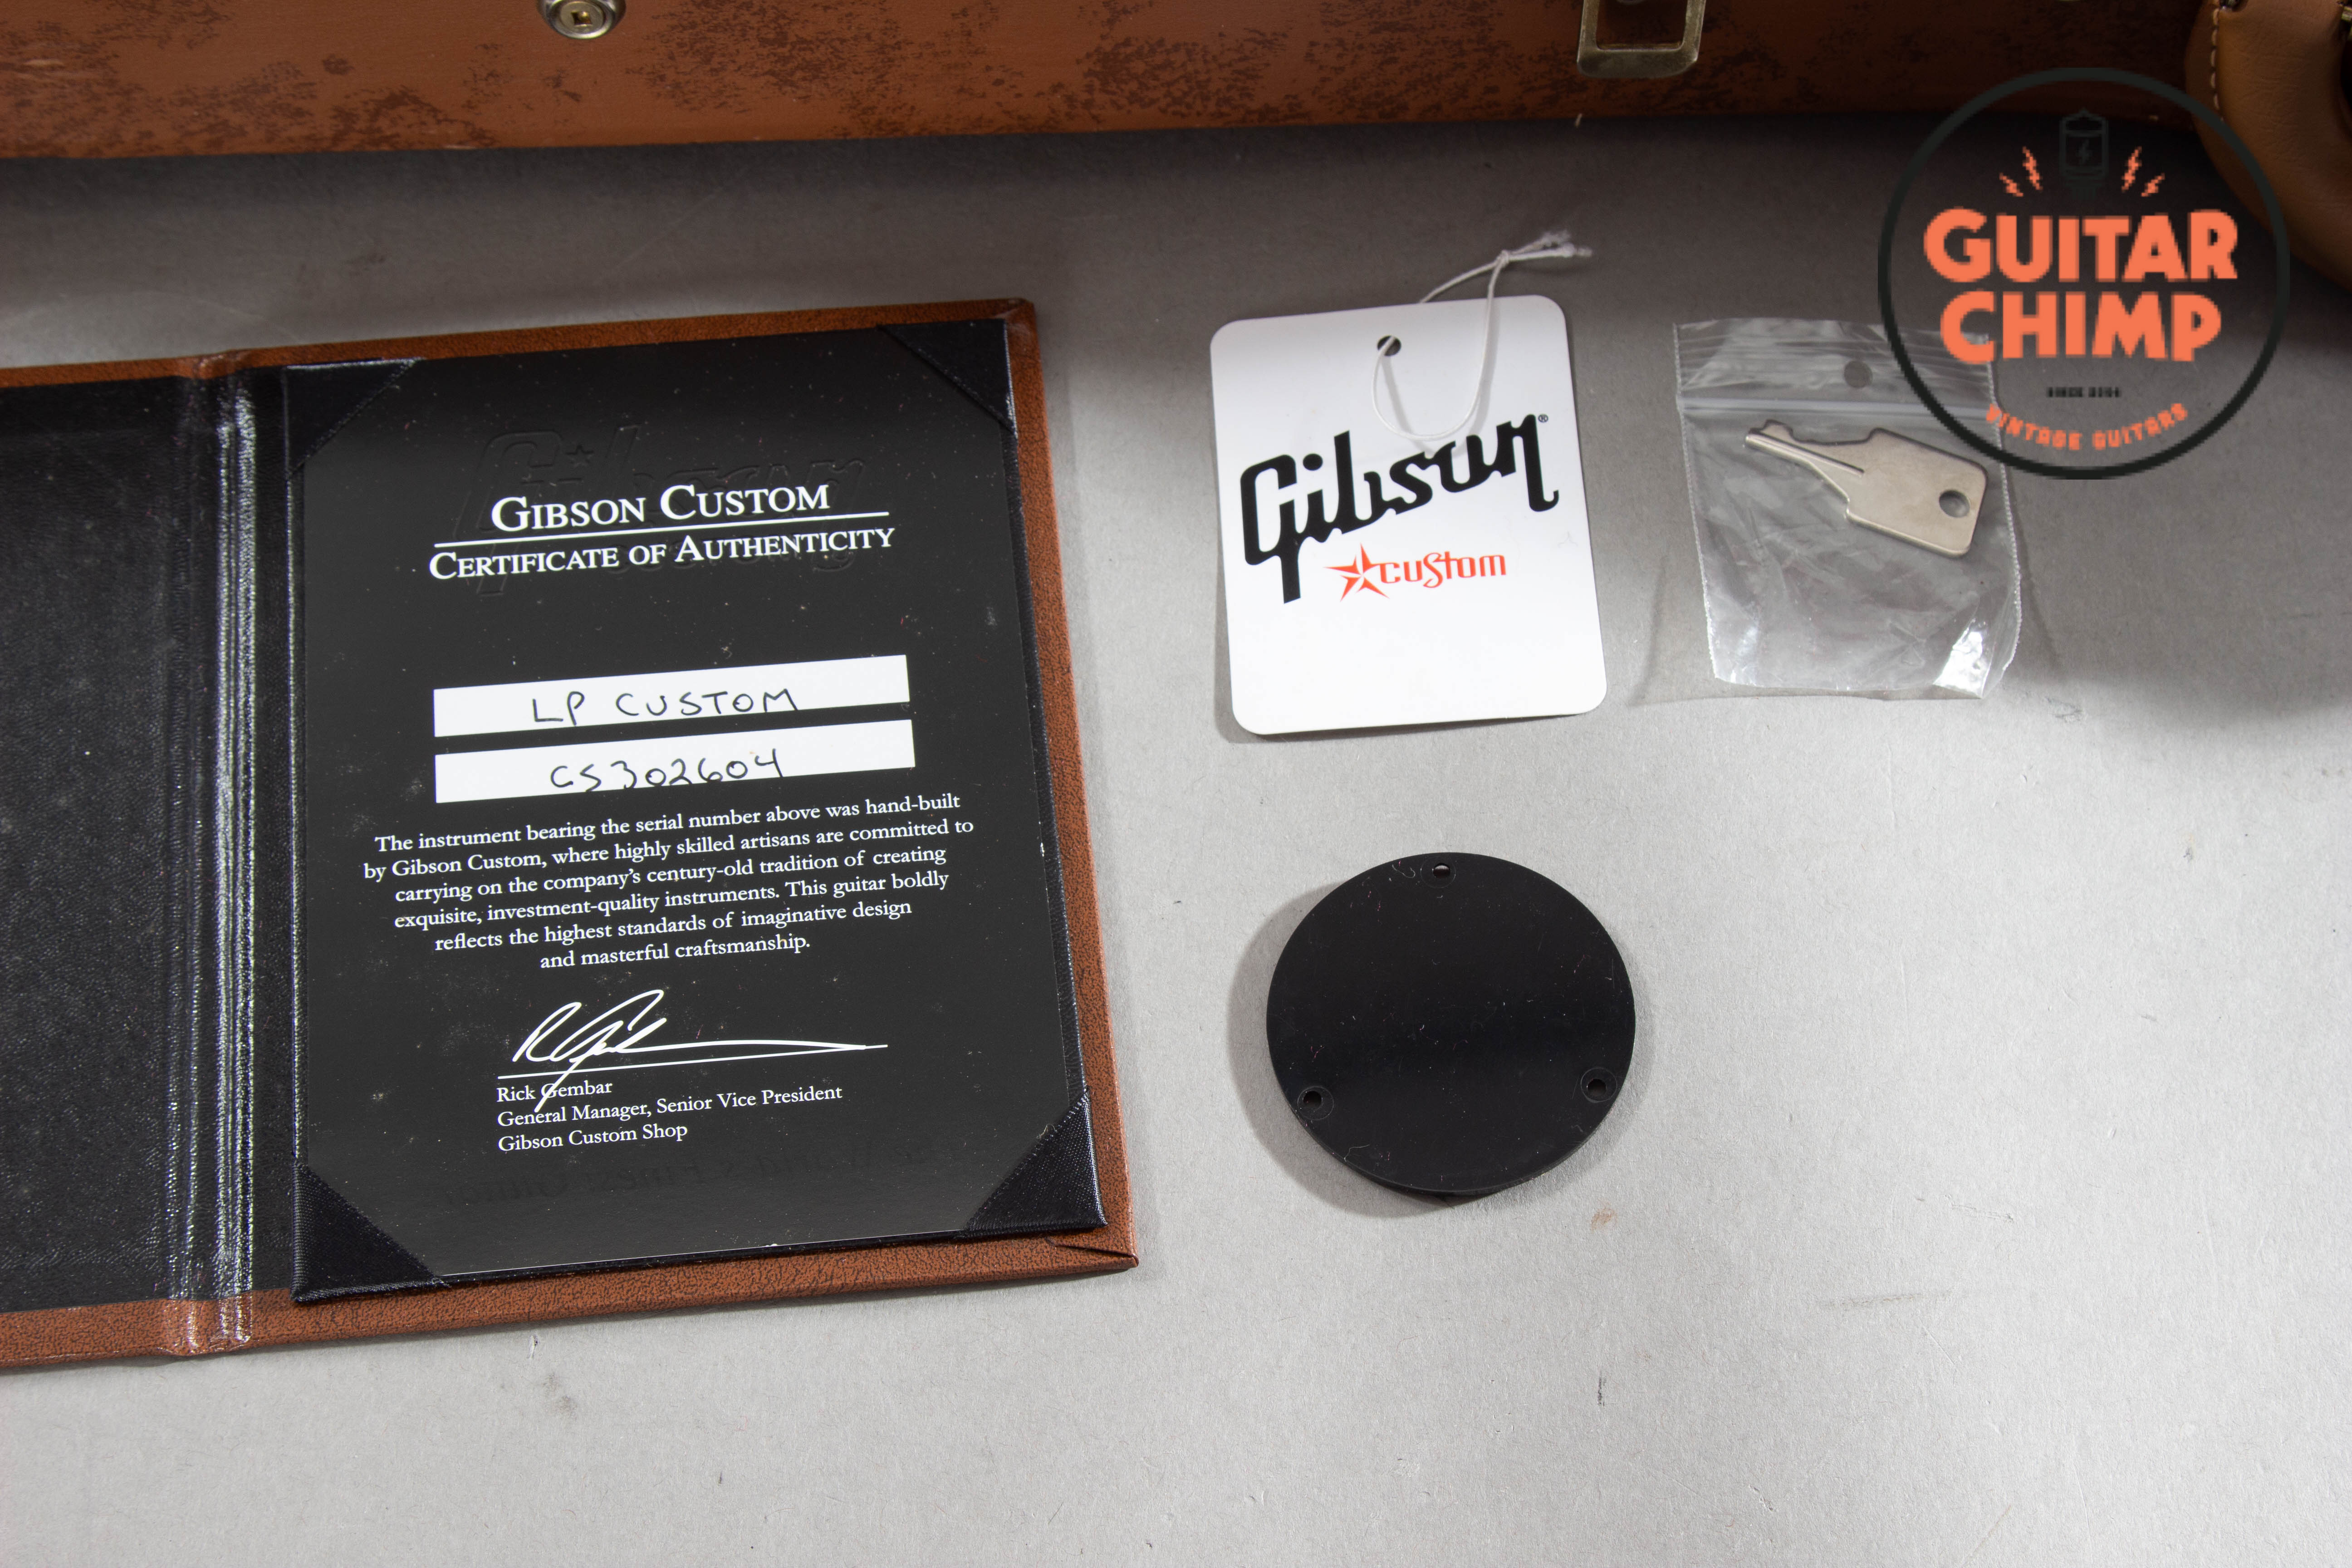 GUITAR
CHIMP
VINTAGE GUITARS
GIBSON CUSTOM
CERTIFICATE OF AUTHENTICITY
LP CUSTOM
CS302604
The instrument bearing the serial number above was hand-built
by Gibson Custom, where highly skilled artisans are committed to
carrying on the company's century-old tradition of creating
exquisite, investment-quality instruments. This guitar boldly
reflects the highest standards of imaginative design
and masterful craftsmanship.
Rick Gembar
General Manager, Senior Vice President
Gibson Custom Shop
Gibson®
custom